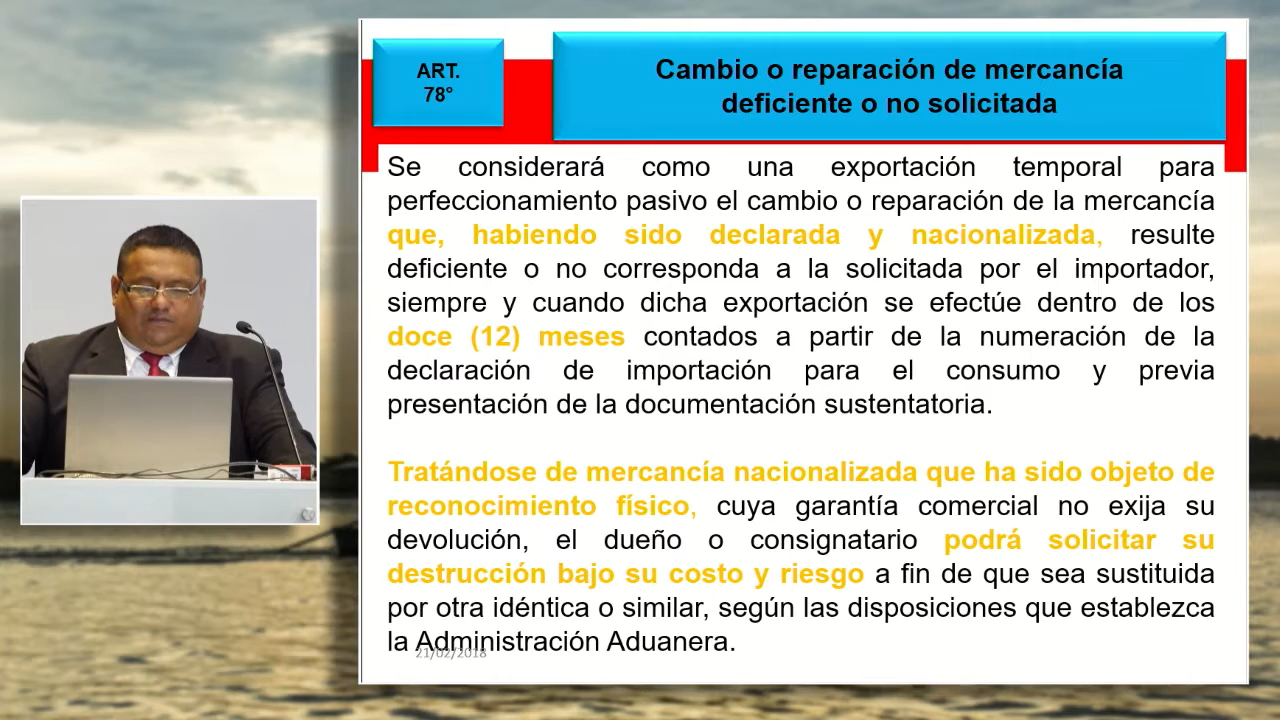 ART.
78°
Cambio o reparación de mercancía
deficiente o no solicitada
Se considerará como una exportación temporal para
perfeccionamiento pasivo el cambio o reparación de la mercancía
que, habiendo sido declarada y nacionalizada, resulte
deficiente o no corresponda a la solicitada por el importador,
siempre y cuando dicha exportación se efectúe dentro de los
doce (12) meses contados a partir de la numeración de la
declaración de importación para el consumo y previa
presentación de la documentación sustentatoria.
Tratándose de mercancía nacionalizada que ha sido objeto de
reconocimiento físico, cuya garantía comercial no exija su
devolución, el dueño o consignatario podrá solicitar su
destrucción bajo su costo y riesgo a fin de que sea sustituida
por otra idéntica o similar, según las disposiciones que establezca
la Administración Aduanera.
21/02/2018